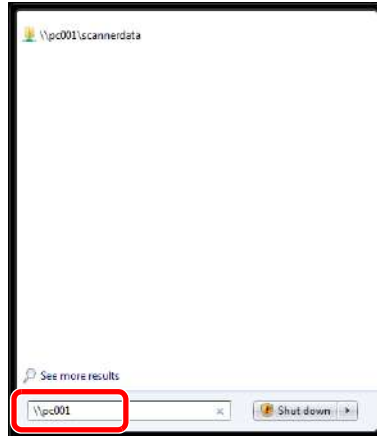 \\pc001\scannerdata
See more results
\\pc001
Shut down